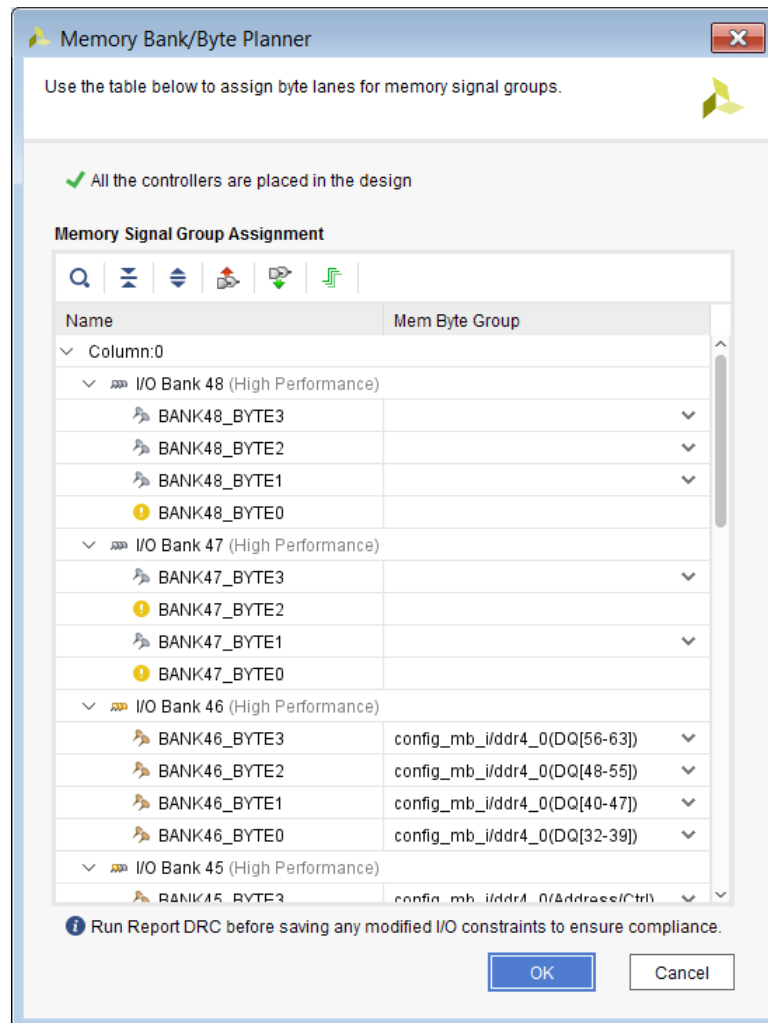 Memory Bank/Byte Planner
Use the table below to assign byte lanes for memory signal groups.
All the controllers are placed in the design
Memory Signal Group Assignment
Name Mem Byte Group
Column:0
I/O Bank 48 (High Performance)
BANK48_BYTE3
BANK48_BYTE2
BANK48_BYTE1
BANK48_BYTE0
I/O Bank 47 (High Performance)
BANK47_BYTE3
BANK47_BYTE2
BANK47_BYTE1
BANK47_BYTE0
I/O Bank 46 (High Performance)
BANK46_BYTE3 config_mb_i/ddr4_0(DQ[56-63])
BANK46_BYTE2 config_mb_i/ddr4_0(DQ[48-55])
BANK46_BYTE1 config_mb_i/ddr4_0(DQ[40-47])
BANK46_BYTE0 config_mb_i/ddr4_0(DQ[32-39])
I/O Bank 45 (High Performance)
BANK45_BYTE3 config_mb_i/ddr4_0(Address/Ctrl)
Run Report DRC before saving any modified I/O constraints to ensure compliance.
OK Cancel